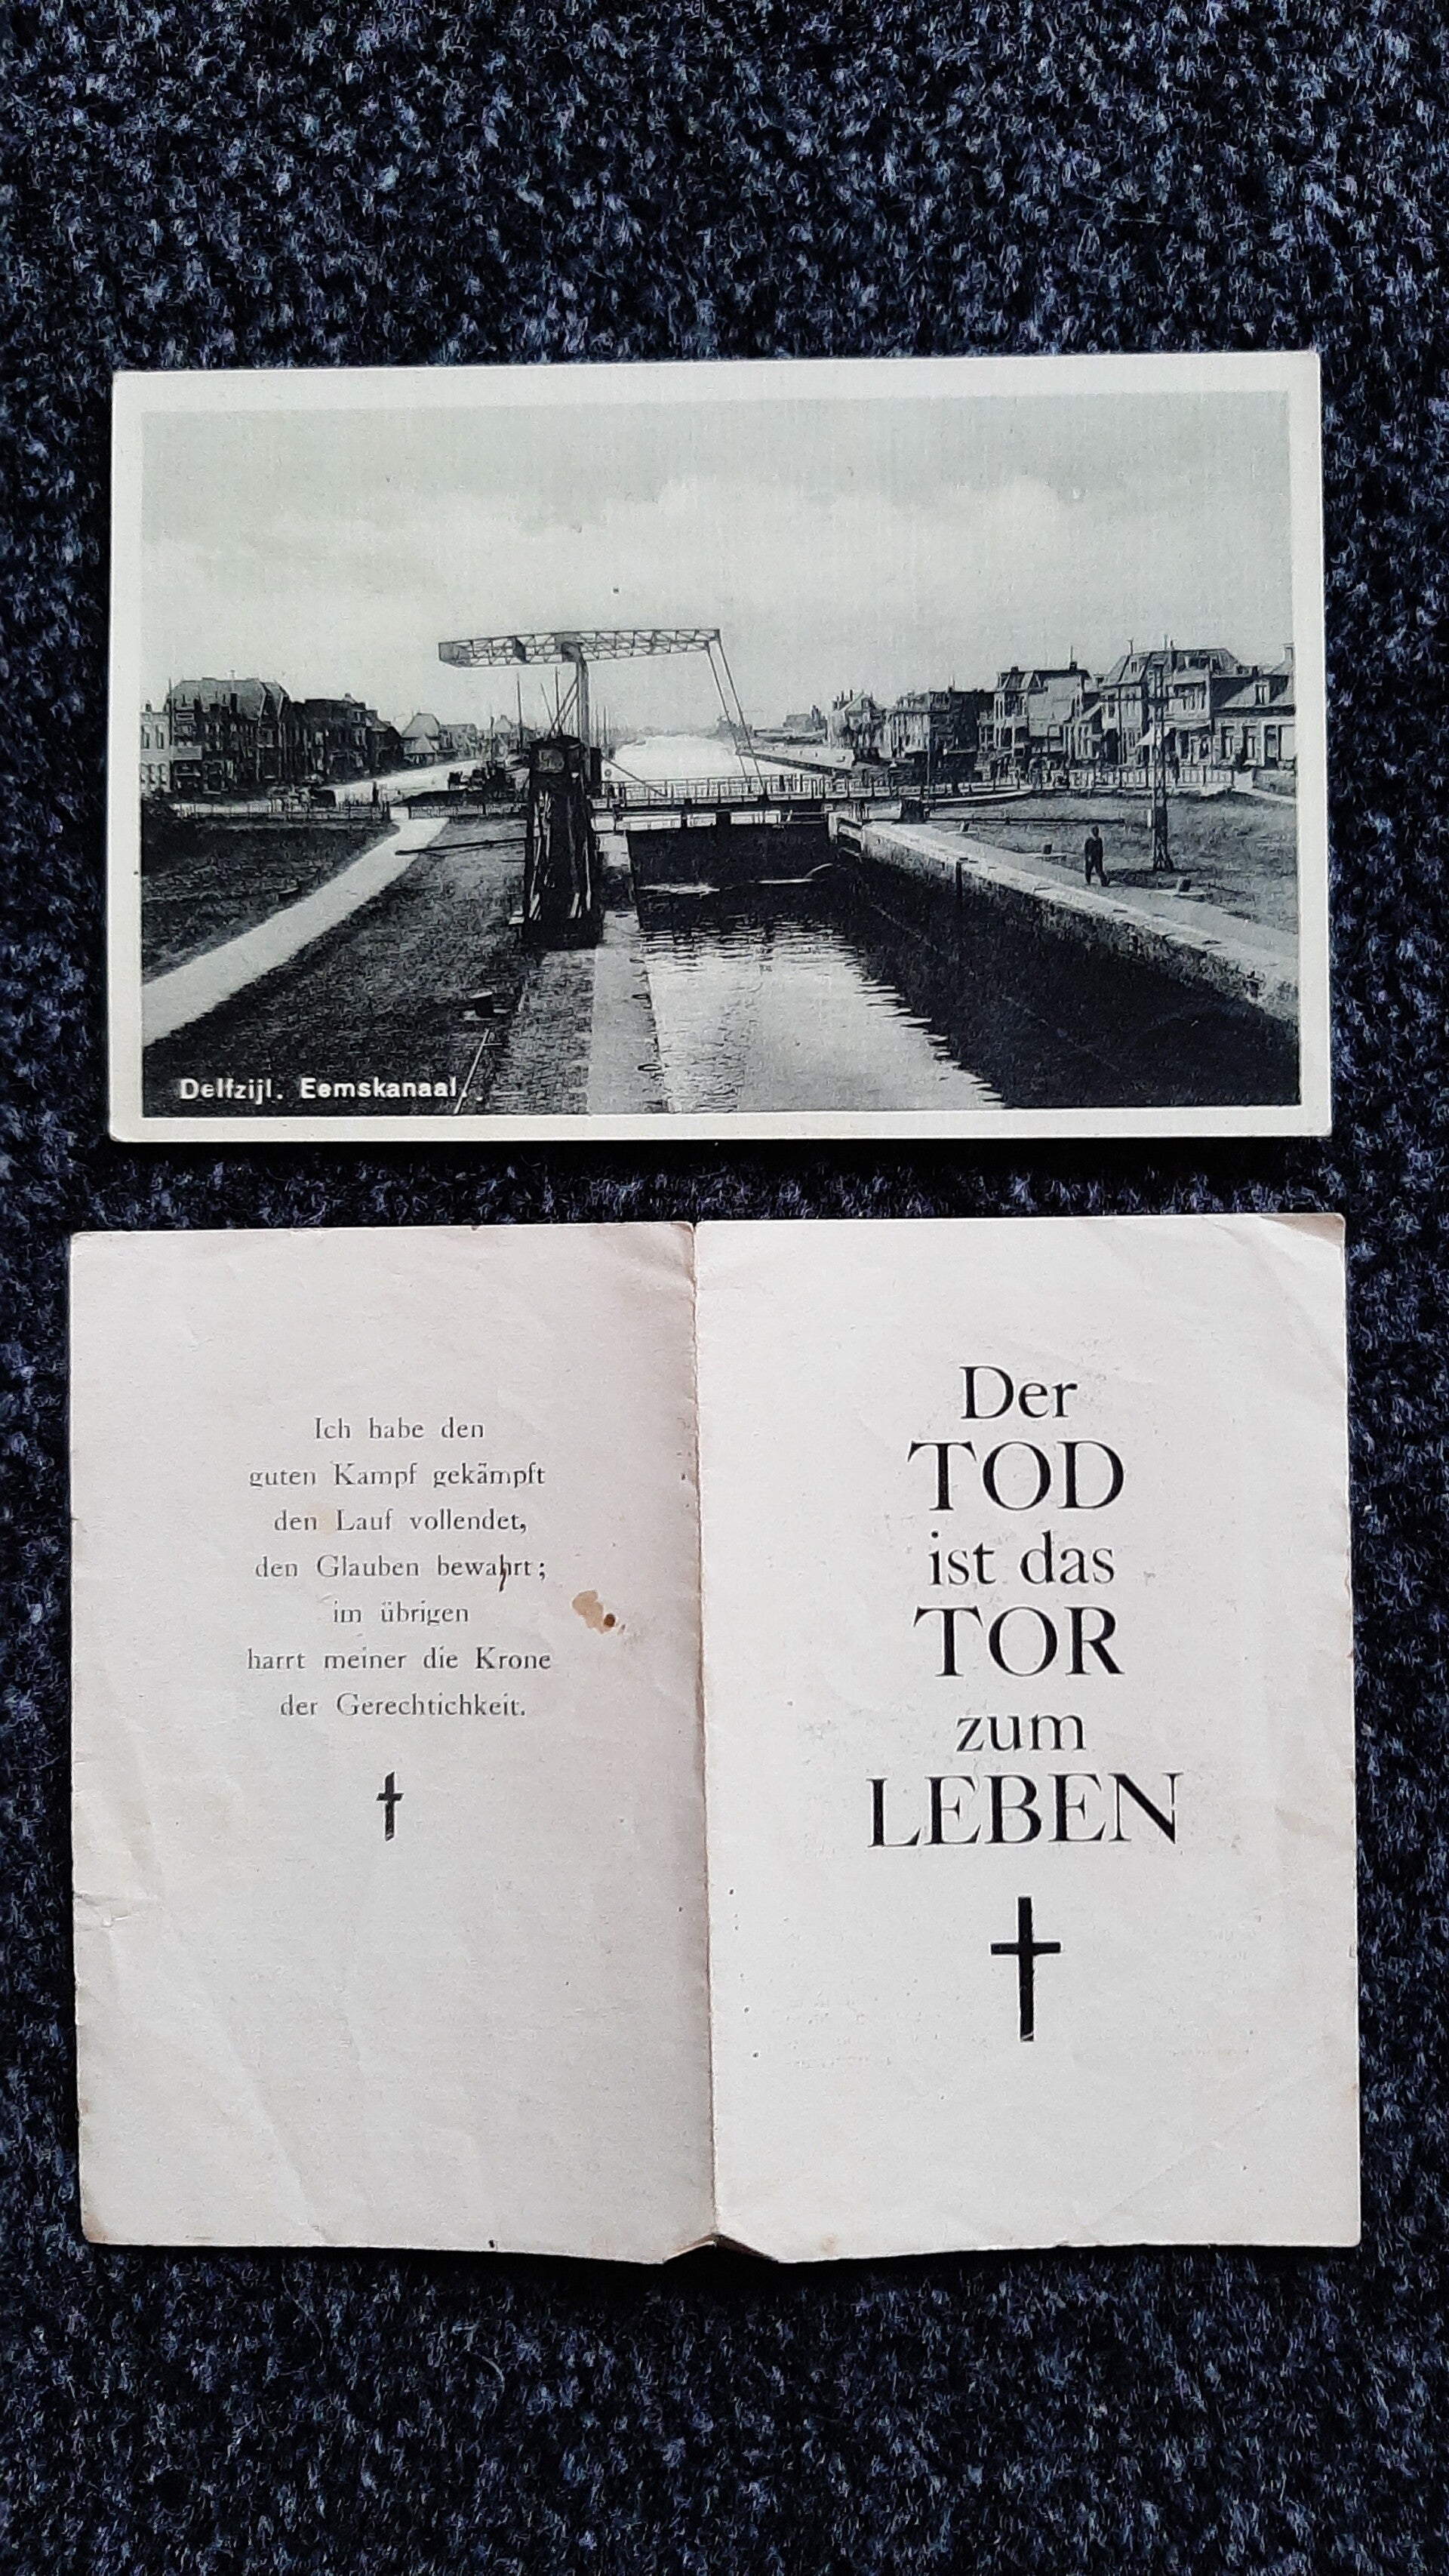 Delfzijl. Eemskanaal.
Ich habe den
guten Kampf gekämpft
den Lauf vollendet,
den Glauben bewahrt;
im übrigen
harrt meiner die Krone
der Gerechtichkeit.
Der
TOD
ist das
TOR
zum
LEBEN